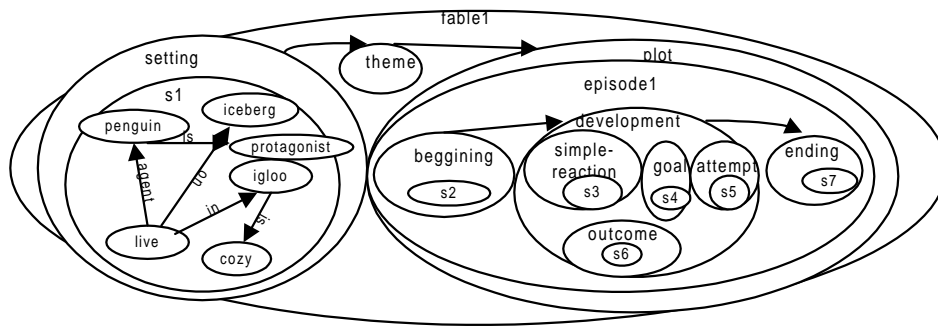 fable1
setting
theme
plot
s1
episode1
iceberg
penguin
is
protagonist
development
beggining
simple-
reaction
goal
attempt
ending
igloo
agent
on
in
is
s2
s3
s4
s5
s7
live
cozy
outcome
s6